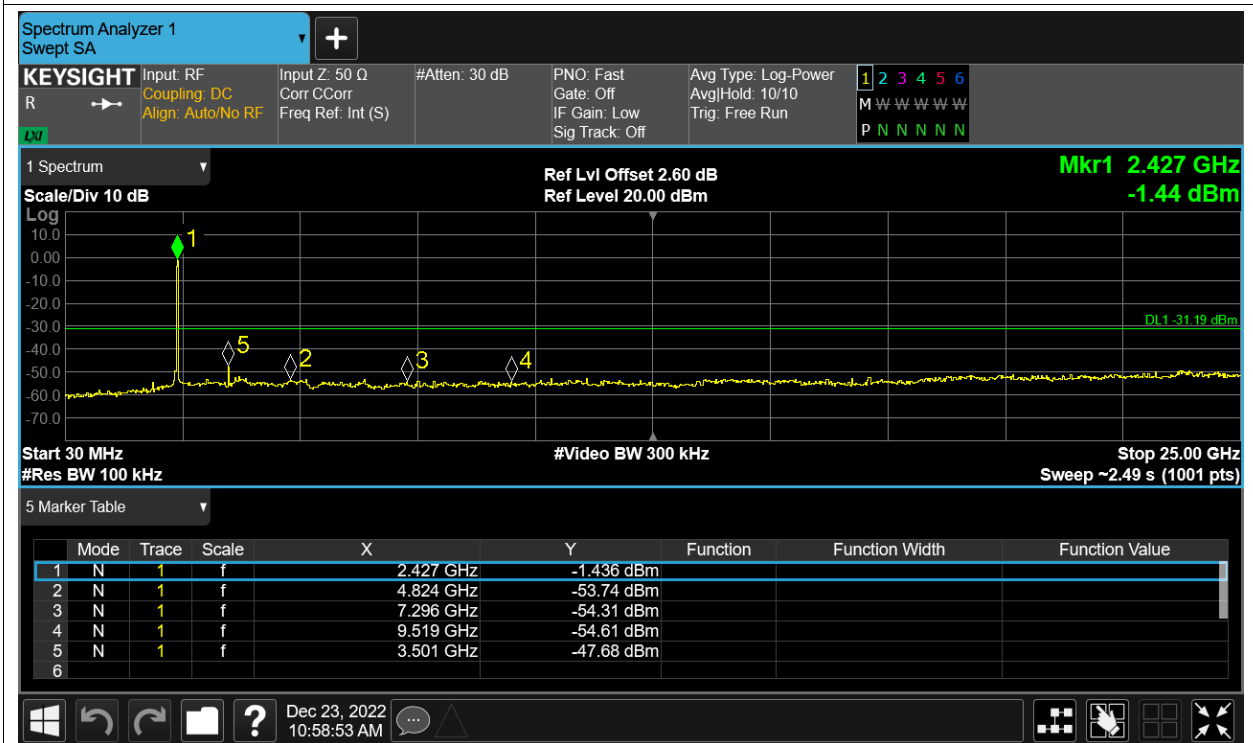 Spectrum Analyzer 1
Swept SA
KEYSIGHT Input: RF Input Z: 50 Ω #Atten: 30 dB PNO: Fast Avg Type: Log-Power 1 2 3 4 5 6
R Coupling: DC Corr CCorr Gate: Off Avg|Hold: 10/10 M W W W W W
Align: Auto/No RF Freq Ref: Int (S) IF Gain: Low Trig: Free Run
LXI Sig Track: Off P N N N N N
1 Spectrum Ref Lvl Offset 2.60 dB Mkr1 2.427 GHz
Scale/Div 10 dB Ref Level 20.00 dBm -1.44 dBm
Log
10.0
1
0.00
-10.0
-20.0
-30.0 DL1 -31.19 dBm
-40.0
5 2 3 4
-50.0
-60.0
-70.0
Start 30 MHz #Video BW 300 kHz Stop 25.00 GHz
#Res BW 100 kHz Sweep ~2.49 s (1001 pts)
5 Marker Table
Mode Trace Scale X Y Function Function Width Function Value
1 N 1 f 2.427 GHz -1.436 dBm
2 N 1 f 4.824 GHz -53.74 dBm
3 N 1 f 7.296 GHz -54.31 dBm
4 N 1 f 9.519 GHz -54.61 dBm
5 N 1 f 3.501 GHz -47.68 dBm
6
? Dec 23, 2022
10:58:53 AM